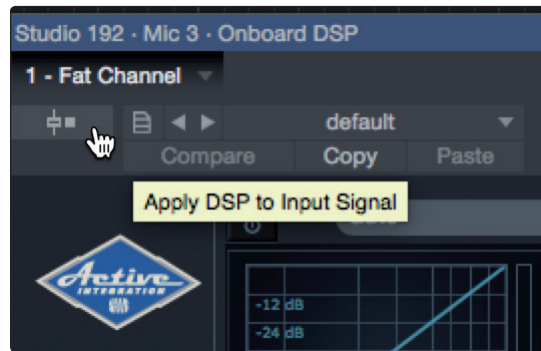 Studio 192 · Mic 3 · Onboard DSP
1 - Fat Channel
default
Compare Copy Paste
Apply DSP to Input Signal
Active
INTEGRATION
-12 dB
-24 dB